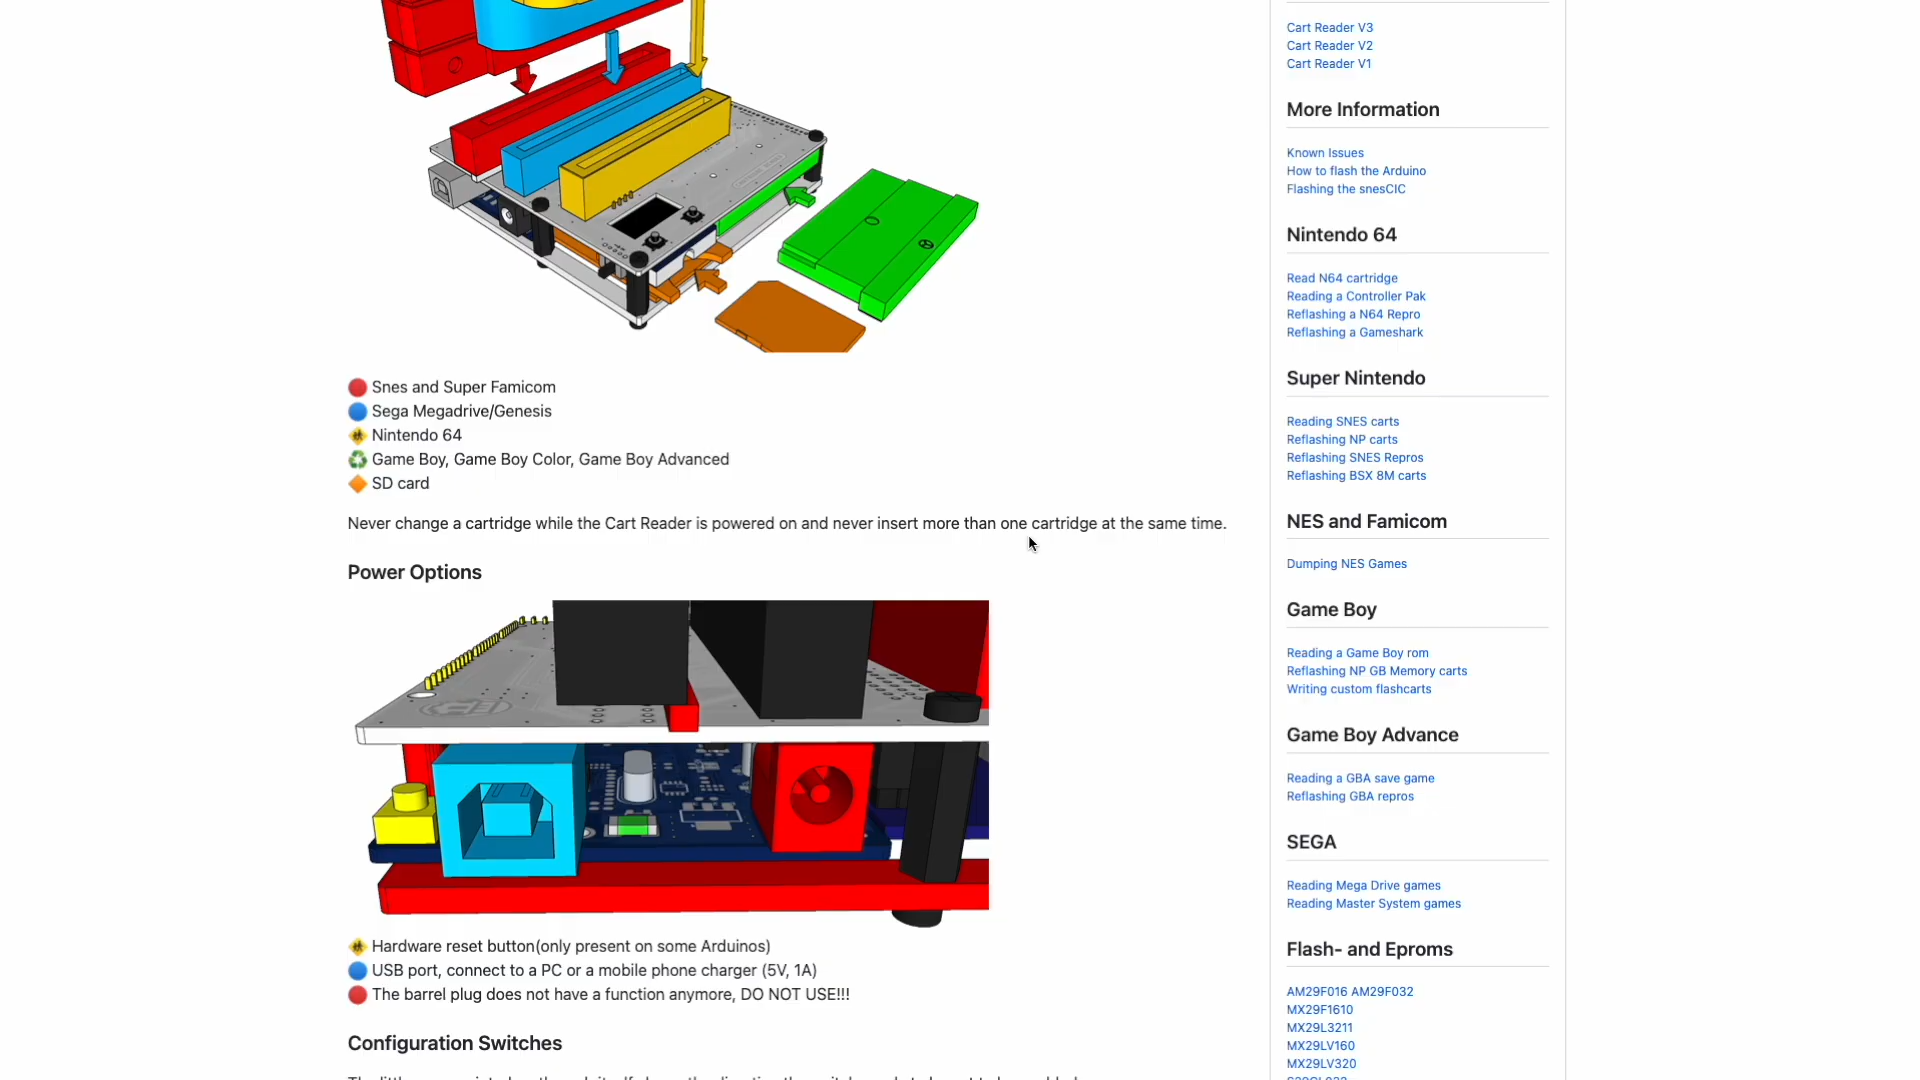 Cart Reader V3
Cart Reader V2
Cart Reader V1
More Information
Known Issues
How to flash the Arduino
Flashing the snesCIC
Nintendo 64
Read N64 cartridge
Reading a Controller Pak
Reflashing a N64 Repro
Reflashing a Gameshark
Super Nintendo
Reading SNES carts
Reflashing NP carts
Reflashing SNES Repros
Reflashing BSX 8M carts
NES and Famicom
Dumping NES Games
Game Boy
Reading a Game Boy rom
Reflashing NP GB Memory carts
Writing custom flashcarts
Game Boy Advance
Reading a GBA save game
Reflashing GBA repros
SEGA
Reading Mega Drive games
Reading Master System games
Flash- and Eproms
AM29F016 AM29F032
MX29F1610
MX29L3211
MX29LV160
MX29LV320
Snes and Super Famicom
Sega Megadrive/Genesis
Nintendo 64
Game Boy, Game Boy Color, Game Boy Advanced
SD card
Never change a cartridge while the Cart Reader is powered on and never insert more than one cartridge at the same time.
Power Options
Hardware reset button(only present on some Arduinos)
USB port, connect to a PC or a mobile phone charger (5V, 1A)
The barrel plug does not have a function anymore, DO NOT USE!!!
Configuration Switches